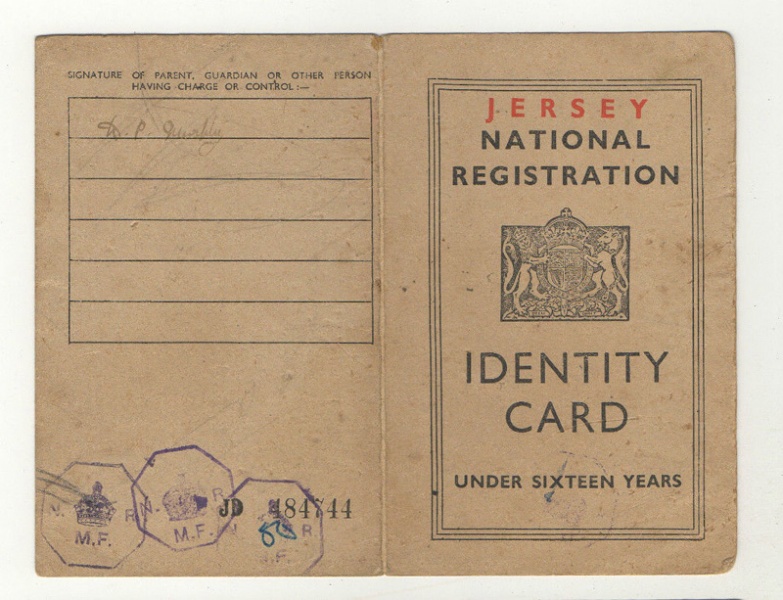 SIGNATURE OF PARENT, GUARDIAN OR OTHER PERSON
HAVING CHARGE OR CONTROL:—
D. P. Murphy
N. R
M.F.
N. R
M.F.
JD 484744
N R
.F.
JERSEY
NATIONAL
REGISTRATION
IDENTITY
CARD
UNDER SIXTEEN YEARS